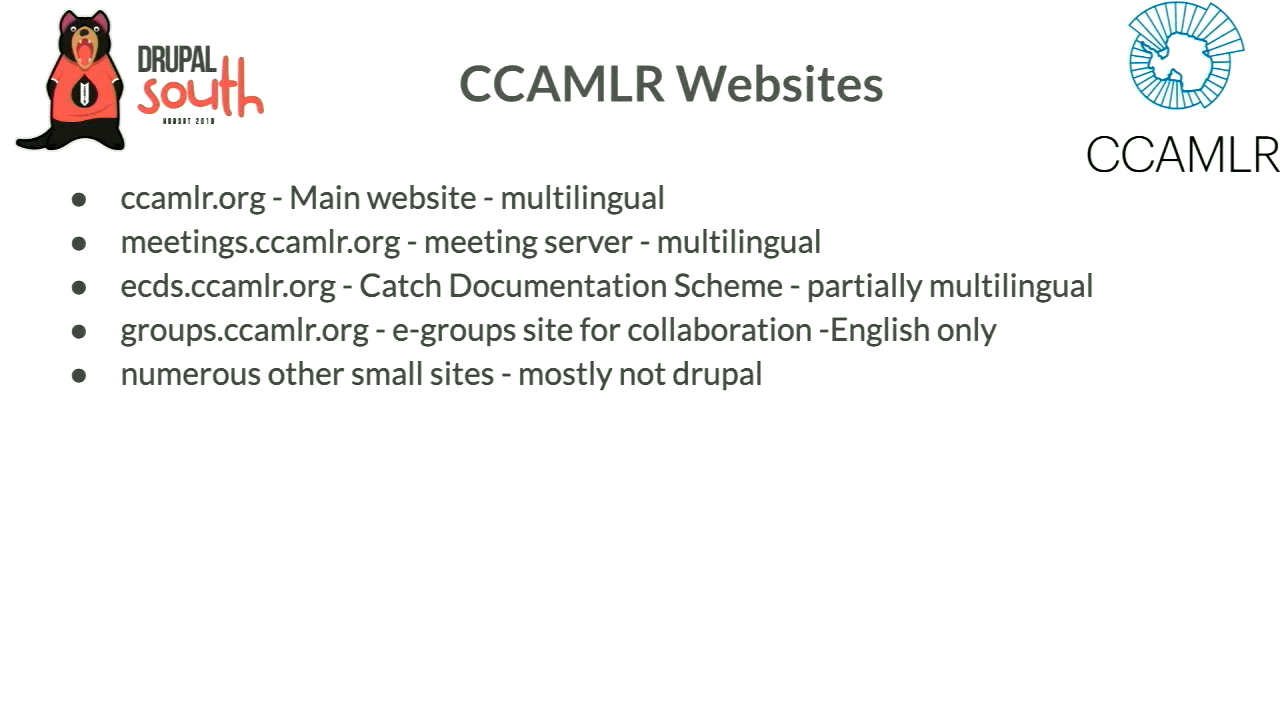 DRUPAL
south
HOBART 2019
CCAMLR Websites
CCAMLR
● ccamlr.org - Main website - multilingual
● meetings.ccamlr.org - meeting server - multilingual
● ecds.ccamlr.org - Catch Documentation Scheme - partially multilingual
● groups.ccamlr.org - e-groups site for collaboration -English only
● numerous other small sites - mostly not drupal